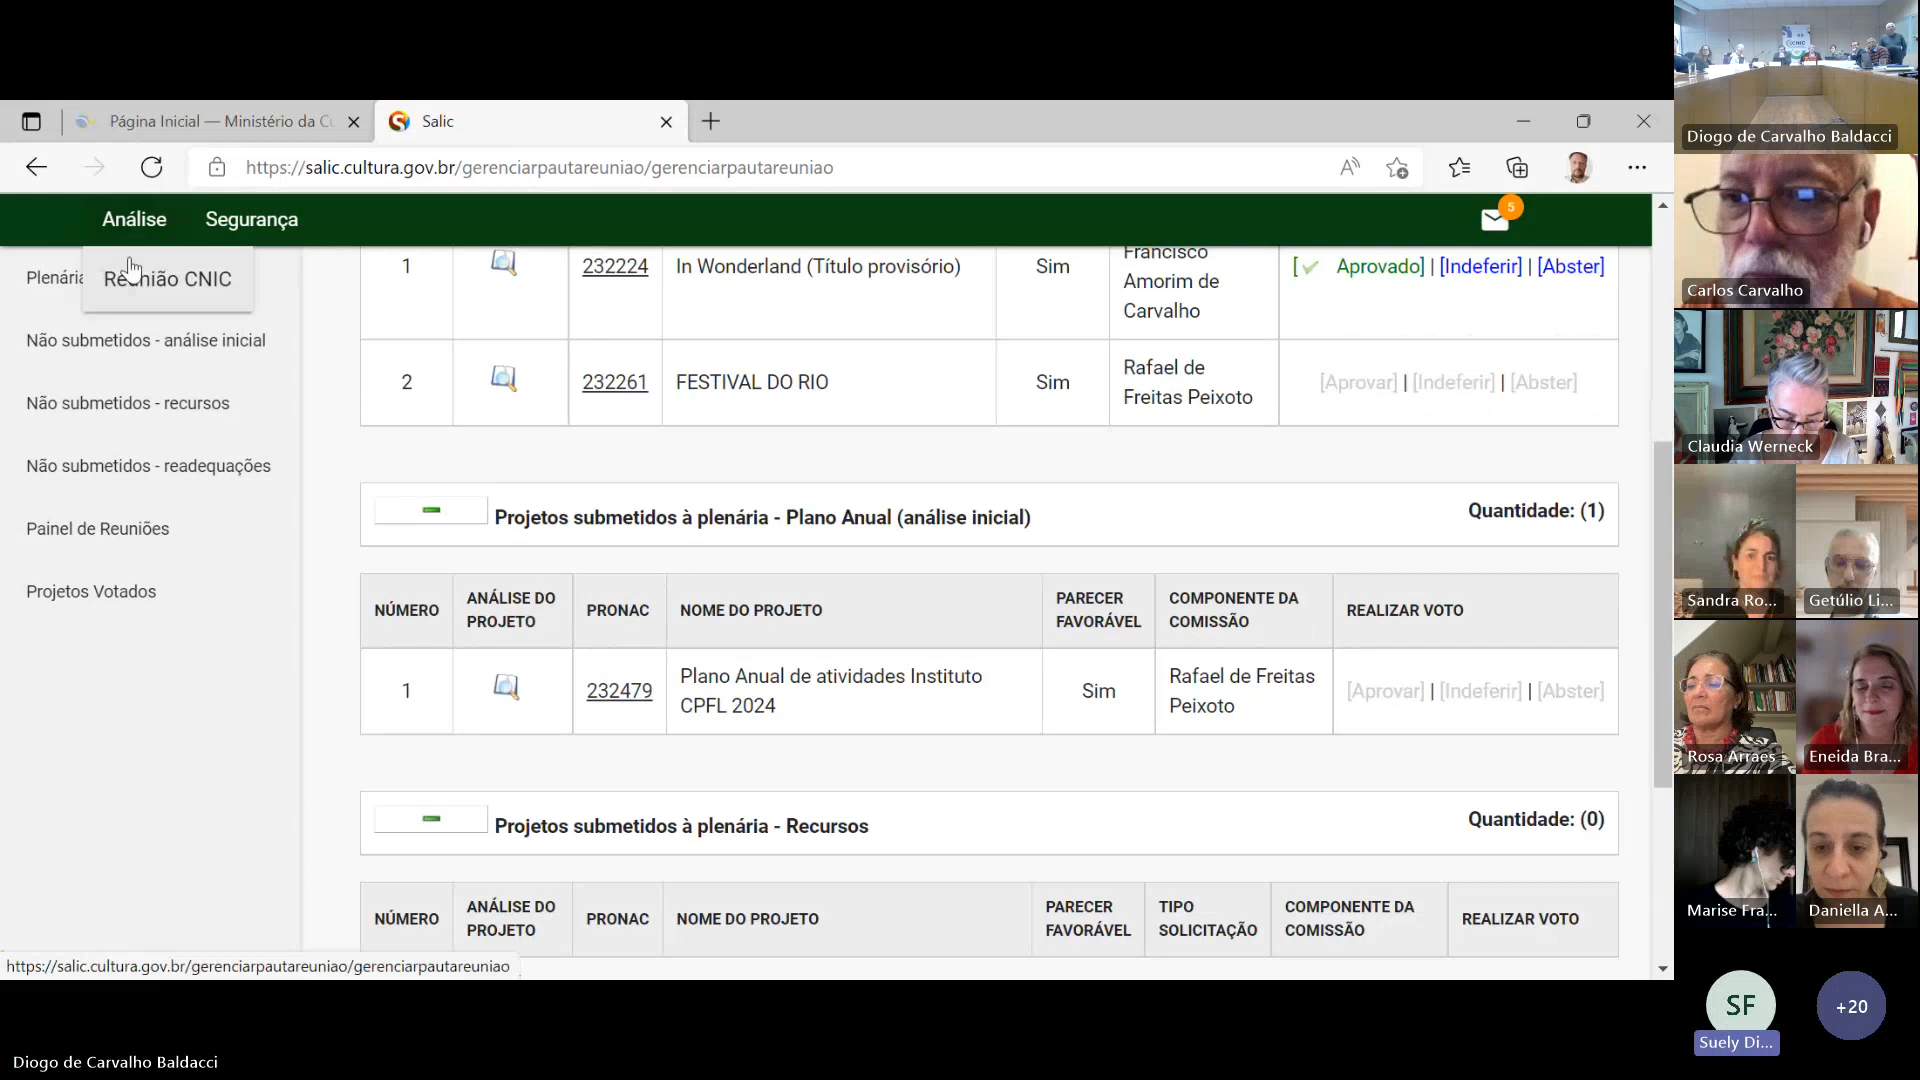 Página Inicial — Ministério da Cu
Salic
https://salic.cultura.gov.br/gerenciarpautareuniao/gerenciarpautareuniao
Análise
Segurança
5
Plenária
Reunião CNIC
Não submetidos - análise inicial
Não submetidos - recursos
Não submetidos - readequações
Painel de Reuniões
Projetos Votados
1
232224
In Wonderland (Título provisório)
Sim
Francisco
Amorim de
Carvalho
[ Aprovado] | [Indeferir] | [Abster]
2
232261
FESTIVAL DO RIO
Sim
Rafael de
Freitas Peixoto
[Aprovar] | [Indeferir] | [Abster]
Projetos submetidos à plenária - Plano Anual (análise inicial)
Quantidade: (1)
NÚMERO
ANÁLISE DO
PROJETO
PRONAC
NOME DO PROJETO
PARECER
FAVORÁVEL
COMPONENTE DA
COMISSÃO
REALIZAR VOTO
1
232479
Plano Anual de atividades Instituto
CPFL 2024
Sim
Rafael de Freitas
Peixoto
[Aprovar] | [Indeferir] | [Abster]
Projetos submetidos à plenária - Recursos
Quantidade: (0)
NÚMERO
ANÁLISE DO
PROJETO
PRONAC
NOME DO PROJETO
PARECER
FAVORÁVEL
TIPO
SOLICITAÇÃO
COMPONENTE DA
COMISSÃO
REALIZAR VOTO
https://salic.cultura.gov.br/gerenciarpautareuniao/gerenciarpautareuniao
Diogo de Carvalho Baldacci
CNIC
Diogo de Carvalho Baldacci
Carlos Carvalho
Claudia Werneck
Sandra Ro...
Getúlio Li...
Rosa Arraes
Eneida Bra...
Marise Fra...
Daniella A...
SF
Suely Di...
+20